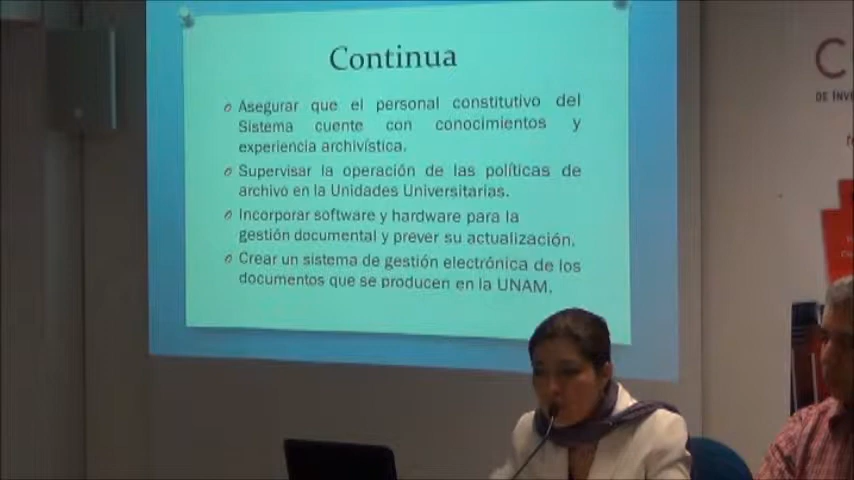 Continua
Asegurar que el personal constitutivo del
Sistema cuente con conocimientos y
experiencia archivística.
Supervisar la operación de las políticas de
archivo en la Unidades Universitarias.
Incorporar software y hardware para la
gestión documental y prever su actualización.
Crear un sistema de gestión electrónica de los
documentos que se producen en la UNAM.
C
DE INVE